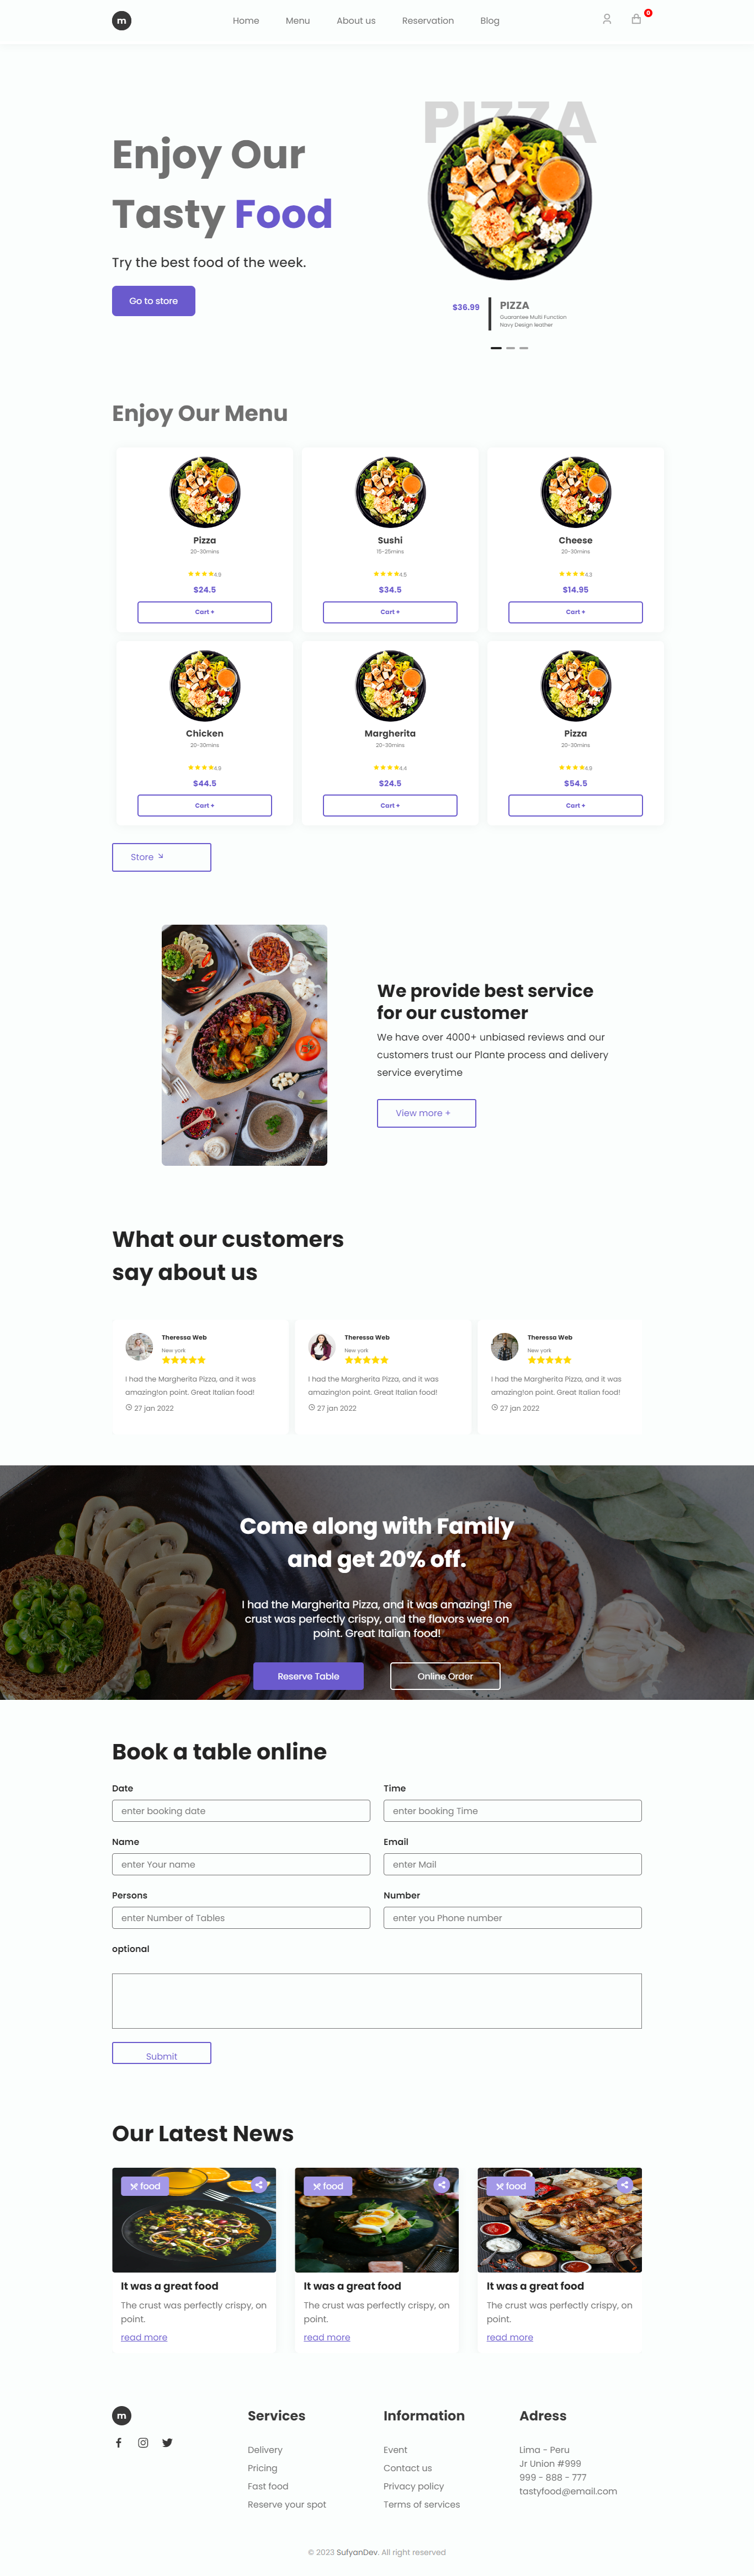 m
Home
Menu
About us
Reservation
Blog
0
PIZZA
Enjoy Our
Tasty Food
Try the best food of the week.
Go to store
$36.99
PIZZA
Guarantee Multi Function
Navy Design leather
Enjoy Our Menu
Pizza
20-30mins
4.9
$24.5
Cart +
Sushi
15-25mins
4.5
$34.5
Cart +
Cheese
20-30mins
4.3
$14.95
Cart +
Chicken
20-30mins
4.9
$44.5
Cart +
Margherita
20-30mins
4.4
$24.5
Cart +
Pizza
20-30mins
4.9
$54.5
Cart +
Store
We provide best service
for our customer
We have over 4000+ unbiased reviews and our
customers trust our Plante process and delivery
service everytime
View more +
What our customers
say about us
Theressa Web
New york
I had the Margherita Pizza, and it was
amazing!on point. Great Italian food!
27 jan 2022
Theressa Web
New york
I had the Margherita Pizza, and it was
amazing!on point. Great Italian food!
27 jan 2022
Theressa Web
New york
I had the Margherita Pizza, and it was
amazing!on point. Great Italian food!
27 jan 2022
Come along with Family
and get 20% off.
I had the Margherita Pizza, and it was amazing! The
crust was perfectly crispy, and the flavors were on
point. Great Italian food!
Reserve Table
Online Order
Book a table online
Date
enter booking date
Time
enter booking Time
Name
enter Your name
Email
enter Mail
Persons
enter Number of Tables
Number
enter you Phone number
optional
Submit
Our Latest News
food
It was a great food
The crust was perfectly crispy, on
point.
read more
food
It was a great food
The crust was perfectly crispy, on
point.
read more
food
It was a great food
The crust was perfectly crispy, on
point.
read more
m
Services
Delivery
Pricing
Fast food
Reserve your spot
Information
Event
Contact us
Privacy policy
Terms of services
Adress
Lima - Peru
Jr Union #999
999 - 888 - 777
tastyfood@email.com
© 2023 SufyanDev. All right reserved